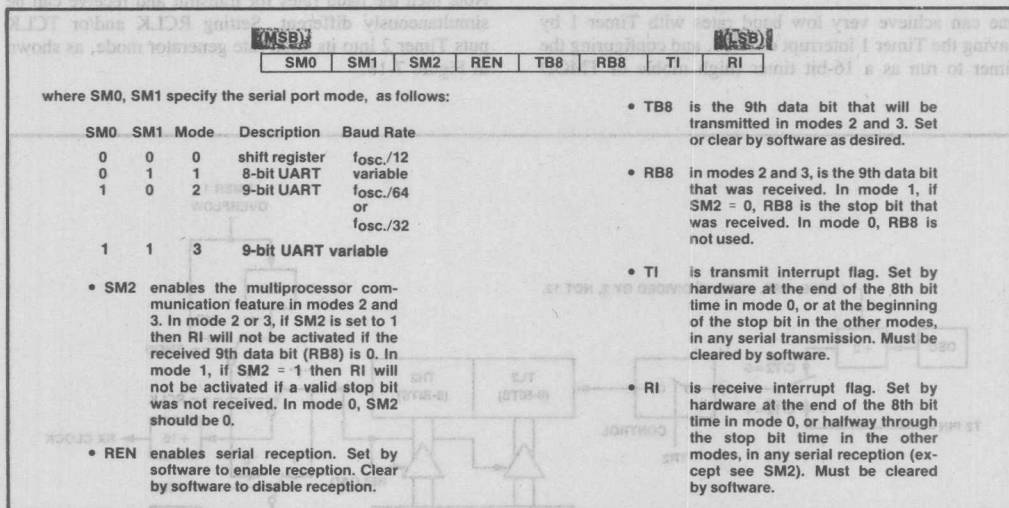 (MSB) (LSB)
SM0 SM1 SM2 REN TB8 RB8 TI RI
where SM0, SM1 specify the serial port mode, as follows:
SM0 SM1 Mode Description Baud Rate
0 0 0 shift register fosc./12
0 1 1 8-bit UART variable
1 0 2 9-bit UART fosc./64
or
fosc./32
1 1 3 9-bit UART variable
• SM2 enables the multiprocessor com-
munication feature in modes 2 and
3. In mode 2 or 3, if SM2 is set to 1
then RI will not be activated if the
received 9th data bit (RB8) is 0. In
mode 1, if SM2 = 1 then RI will
not be activated if a valid stop bit
was not received. In mode 0, SM2
should be 0.
• REN enables serial reception. Set by
software to enable reception. Clear
by software to disable reception.
• TB8 is the 9th data bit that will be
transmitted in modes 2 and 3. Set
or clear by software as desired.
• RB8 in modes 2 and 3, is the 9th data bit
that was received. In mode 1, if
SM2 = 0, RB8 is the stop bit that
was received. In mode 0, RB8 is
not used.
• TI is transmit interrupt flag. Set by
hardware at the end of the 8th bit
time in mode 0, or at the beginning
of the stop bit in the other modes,
in any serial transmission. Must be
cleared by software.
• RI is receive interrupt flag. Set by
hardware at the end of the 8th bit
time in mode 0, or halfway through
the stop bit time in the other
modes, in any serial reception (ex-
cept see SM2). Must be cleared
by software.